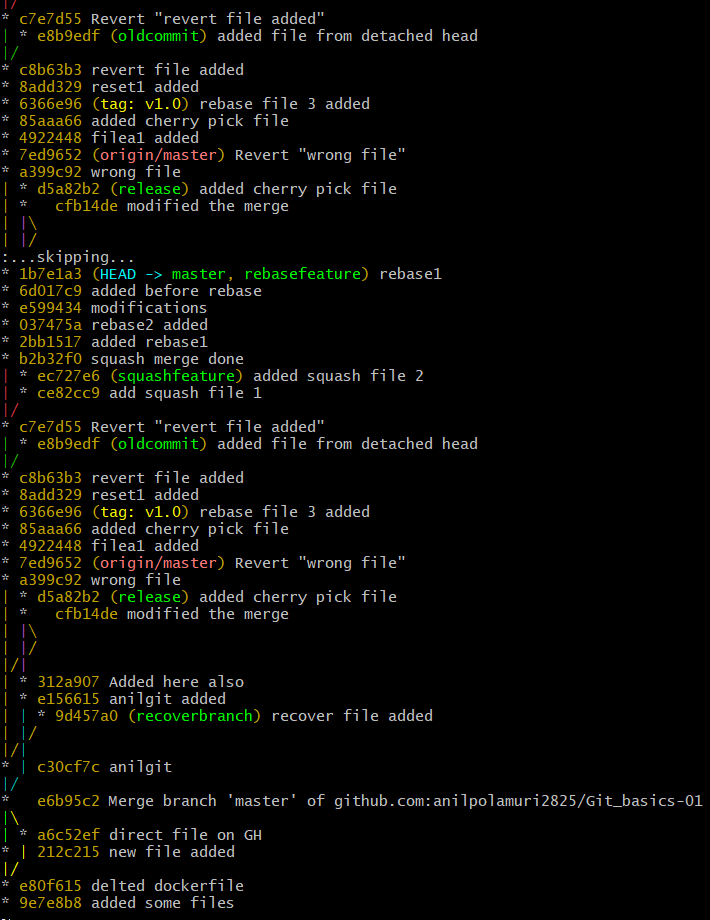 |/
* c7e7d55 Revert "revert file added"
| * e8b9edf (oldcommit) added file from detached head
|/
* c8b63b3 revert file added
* 8add329 reset1 added
* 6366e96 (tag: v1.0) rebase file 3 added
* 85aaa66 added cherry pick file
* 4922448 filea1 added
* 7ed9652 (origin/master) Revert "wrong file"
* a399c92 wrong file
| * d5a82b2 (release) added cherry pick file
| *   cfb14de modified the merge
| |\
| |/
:...skipping...
* 1b7e1a3 (HEAD -> master, rebasefeature) rebase1
* 6d017c9 added before rebase
* e599434 modifications
* 037475a rebase2 added
* 2bb1517 added rebase1
* b2b32f0 squash merge done
| * ec727e6 (squashfeature) added squash file 2
| * ce82cc9 add squash file 1
|/
* c7e7d55 Revert "revert file added"
| * e8b9edf (oldcommit) added file from detached head
|/
* c8b63b3 revert file added
* 8add329 reset1 added
* 6366e96 (tag: v1.0) rebase file 3 added
* 85aaa66 added cherry pick file
* 4922448 filea1 added
* 7ed9652 (origin/master) Revert "wrong file"
* a399c92 wrong file
| * d5a82b2 (release) added cherry pick file
| *   cfb14de modified the merge
| |\
| |/
|/|
| * 312a907 Added here also
| * e156615 anilgit added
| | * 9d457a0 (recoverbranch) recover file added
| |/
|/|
* | c30cf7c anilgit
|/
*   e6b95c2 Merge branch 'master' of github.com:anilpolamuri2825/Git_basics-01
|\
| * a6c52ef direct file on GH
* | 212c215 new file added
|/
* e80f615 delted dockerfile
* 9e7e8b8 added some files